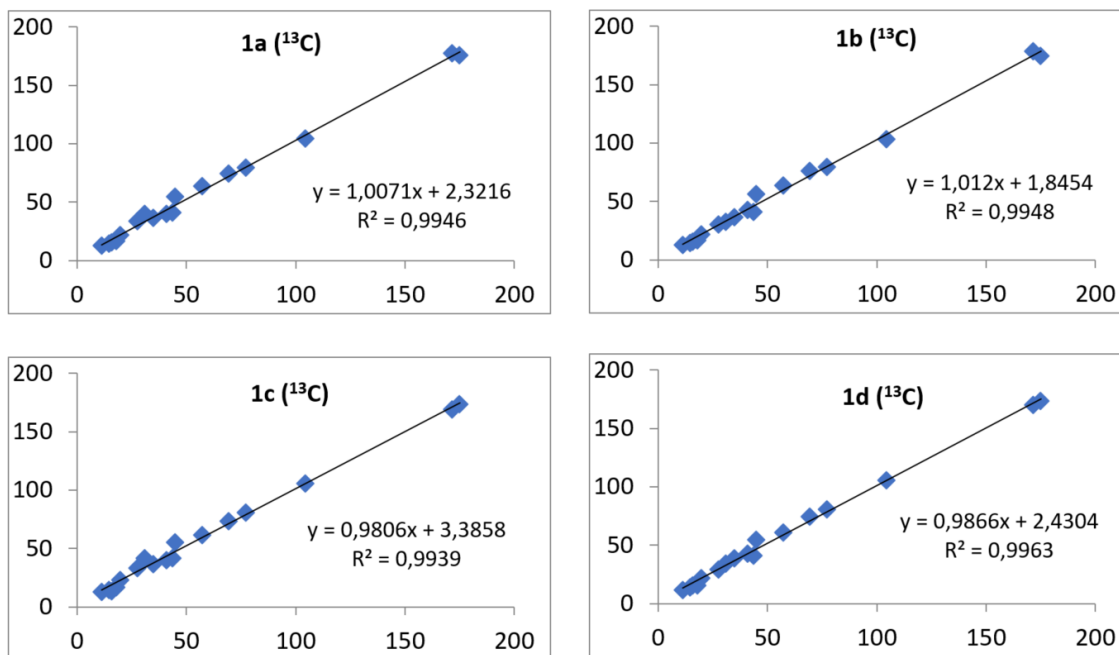 1a (¹³C)
200
150
100
50
0
y = 1,0071x + 2,3216
R² = 0,9946
0 50 100 150 200
1b (¹³C)
200
150
100
50
0
y = 1,012x + 1,8454
R² = 0,9948
0 50 100 150 200
1c (¹³C)
200
150
100
50
0
y = 0,9806x + 3,3858
R² = 0,9939
0 50 100 150 200
1d (¹³C)
200
150
100
50
0
y = 0,9866x + 2,4304
R² = 0,9963
0 50 100 150 200